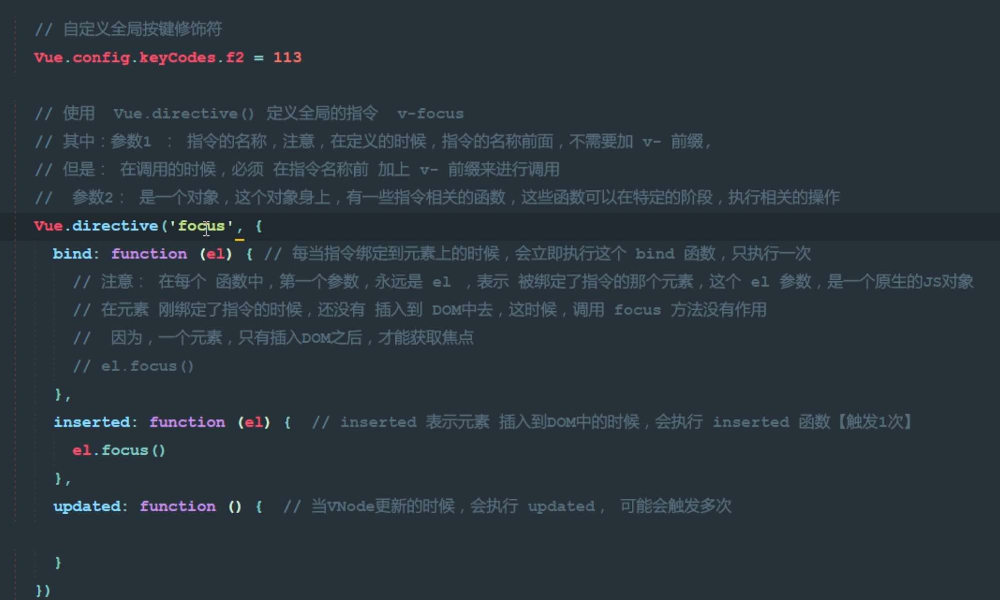 // 自定义全局按键修饰符
Vue.config.keyCodes.f2 = 113
// 使用  Vue.directive() 定义全局的指令  v-focus
// 其中：参数1 ： 指令的名称，注意，在定义的时候，指令的名称前面，不需要加 v- 前缀，
// 但是： 在调用的时候，必须 在指令名称前 加上 v- 前缀来进行调用
//  参数2： 是一个对象，这个对象身上，有一些指令相关的函数，这些函数可以在特定的阶段，执行相关的操作
Vue.directive('focus', {
  bind: function (el) { // 每当指令绑定到元素上的时候，会立即执行这个 bind 函数，只执行一次
    // 注意： 在每个 函数中，第一个参数，永远是 el ，表示 被绑定了指令的那个元素，这个 el 参数，是一个原生的JS对象
    // 在元素 刚绑定了指令的时候，还没有 插入到 DOM中去，这时候，调用 focus 方法没有作用
    //  因为，一个元素，只有插入DOM之后，才能获取焦点
    // el.focus()
  },
  inserted: function (el) {  // inserted 表示元素 插入到DOM中的时候，会执行 inserted 函数【触发1次】
    el.focus()
  },
  updated: function () {  // 当VNode更新的时候，会执行 updated， 可能会触发多次
  }
})